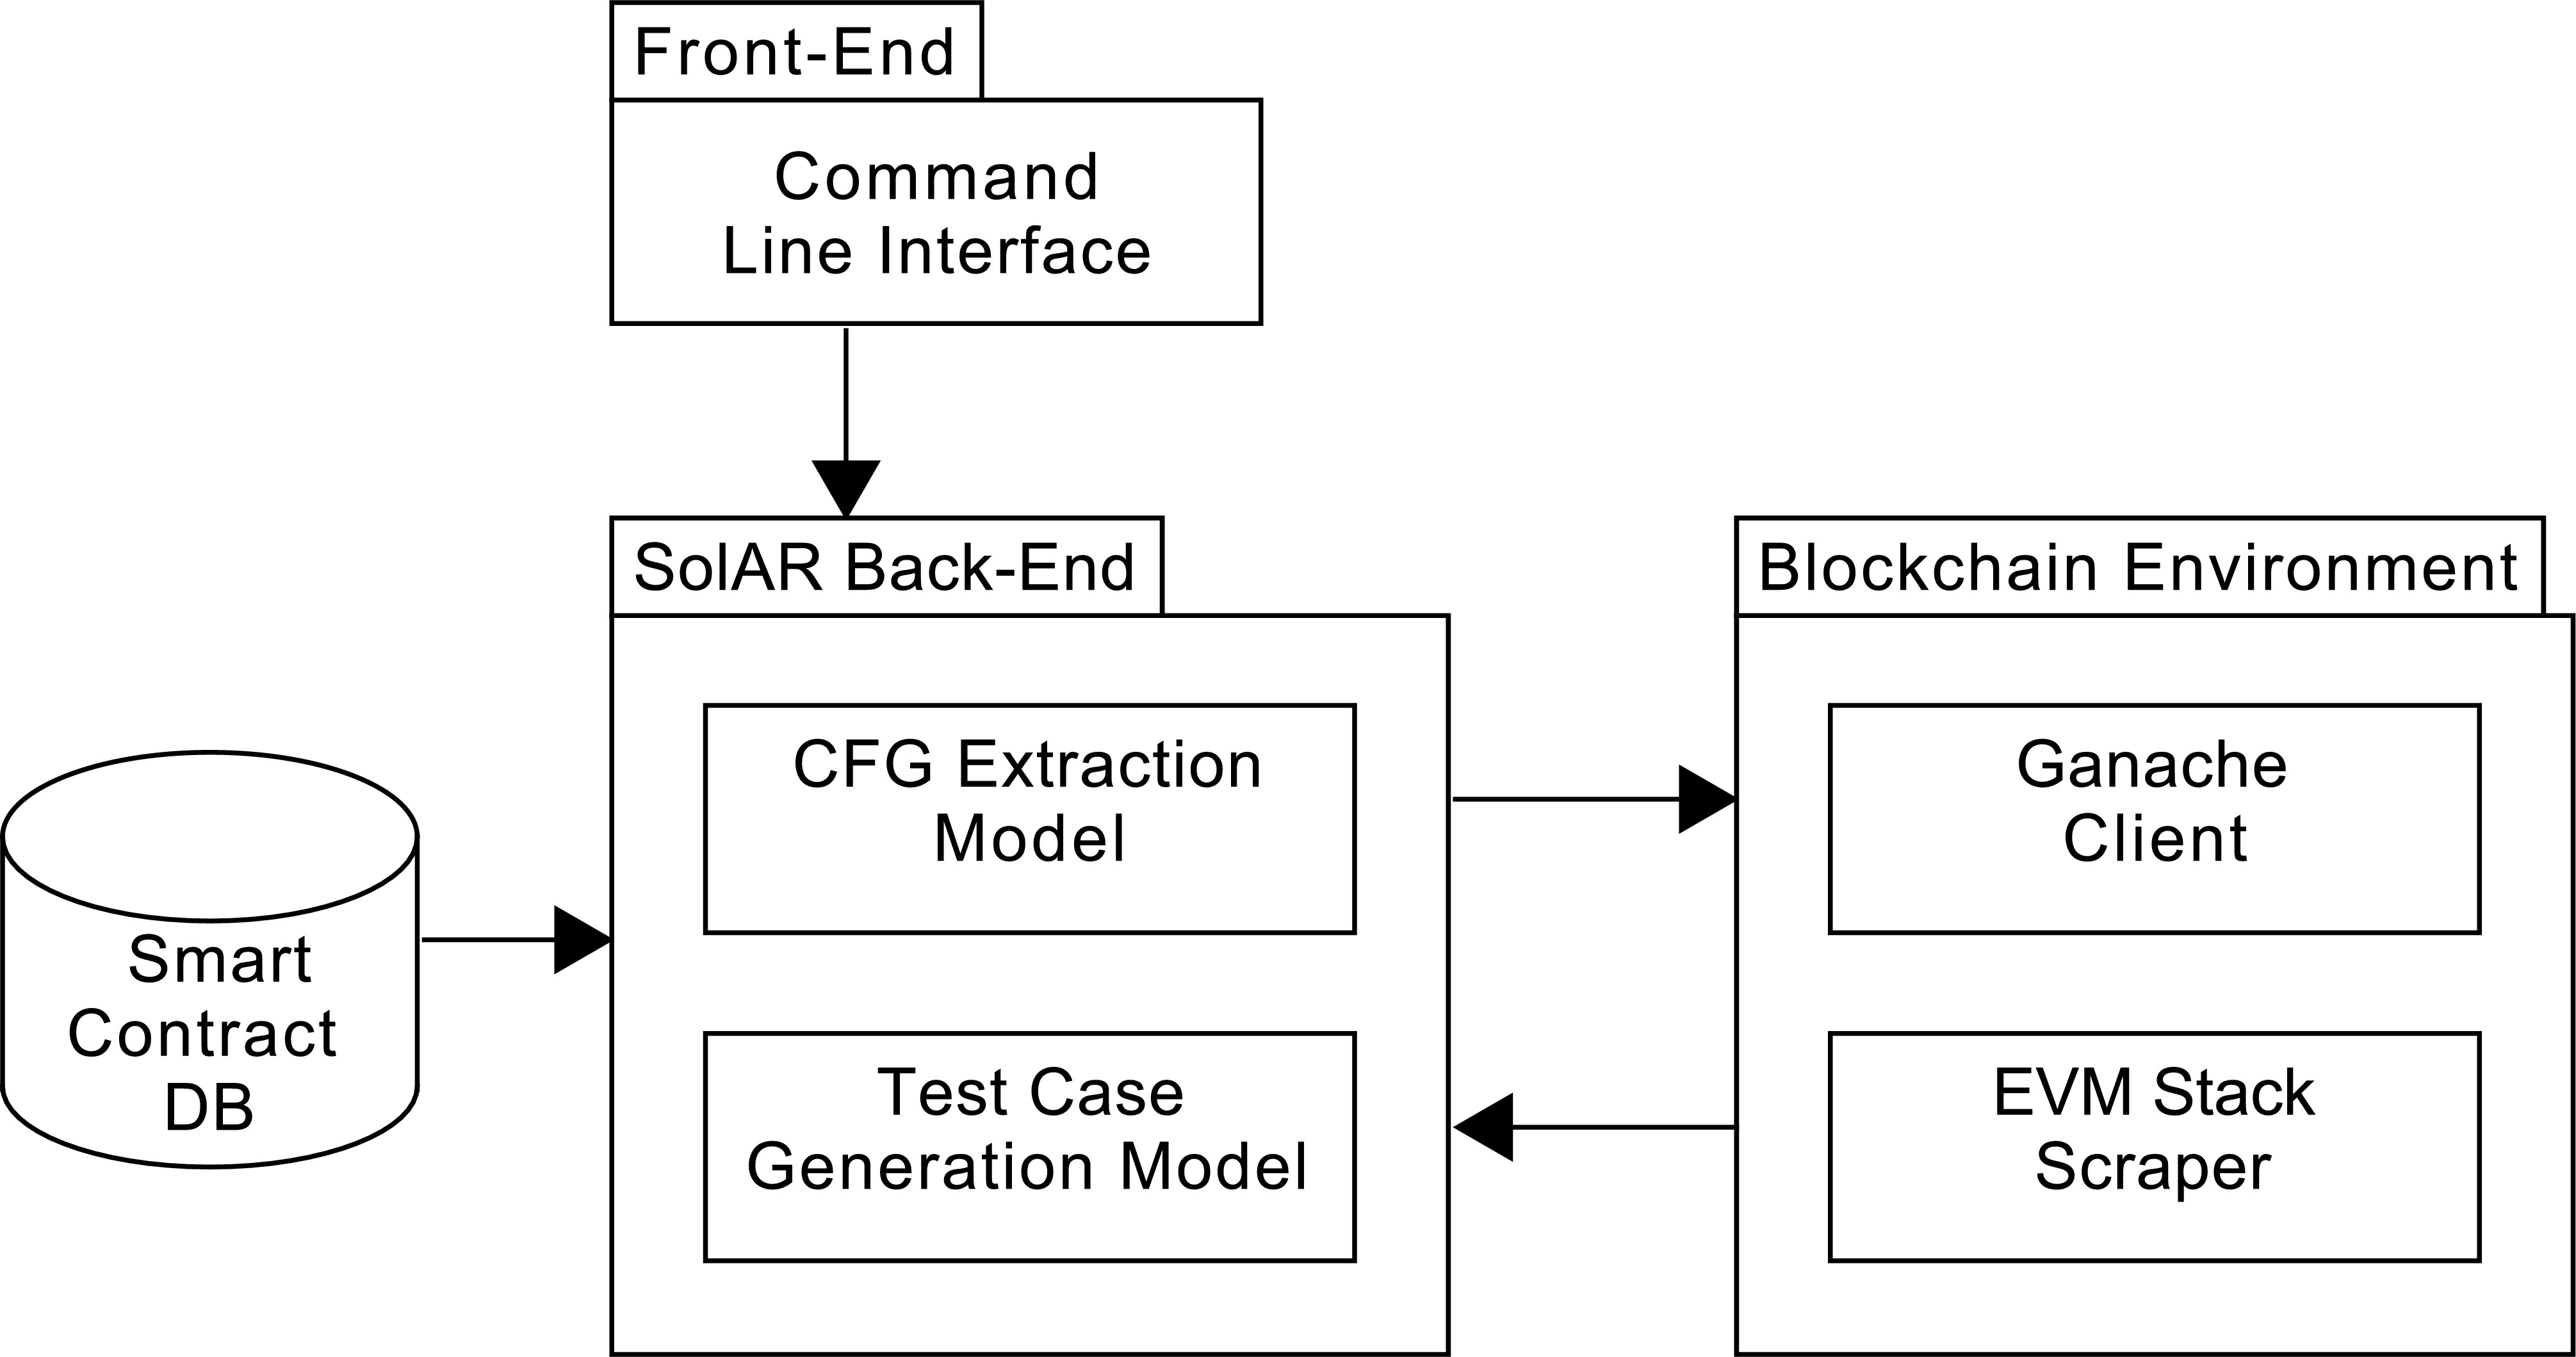 Front-End
Command
Line Interface
SolAR Back-End
CFG Extraction
Model
Test Case
Generation Model
Blockchain Environment
Ganache
Client
EVM Stack
Scraper
Smart
Contract
DB